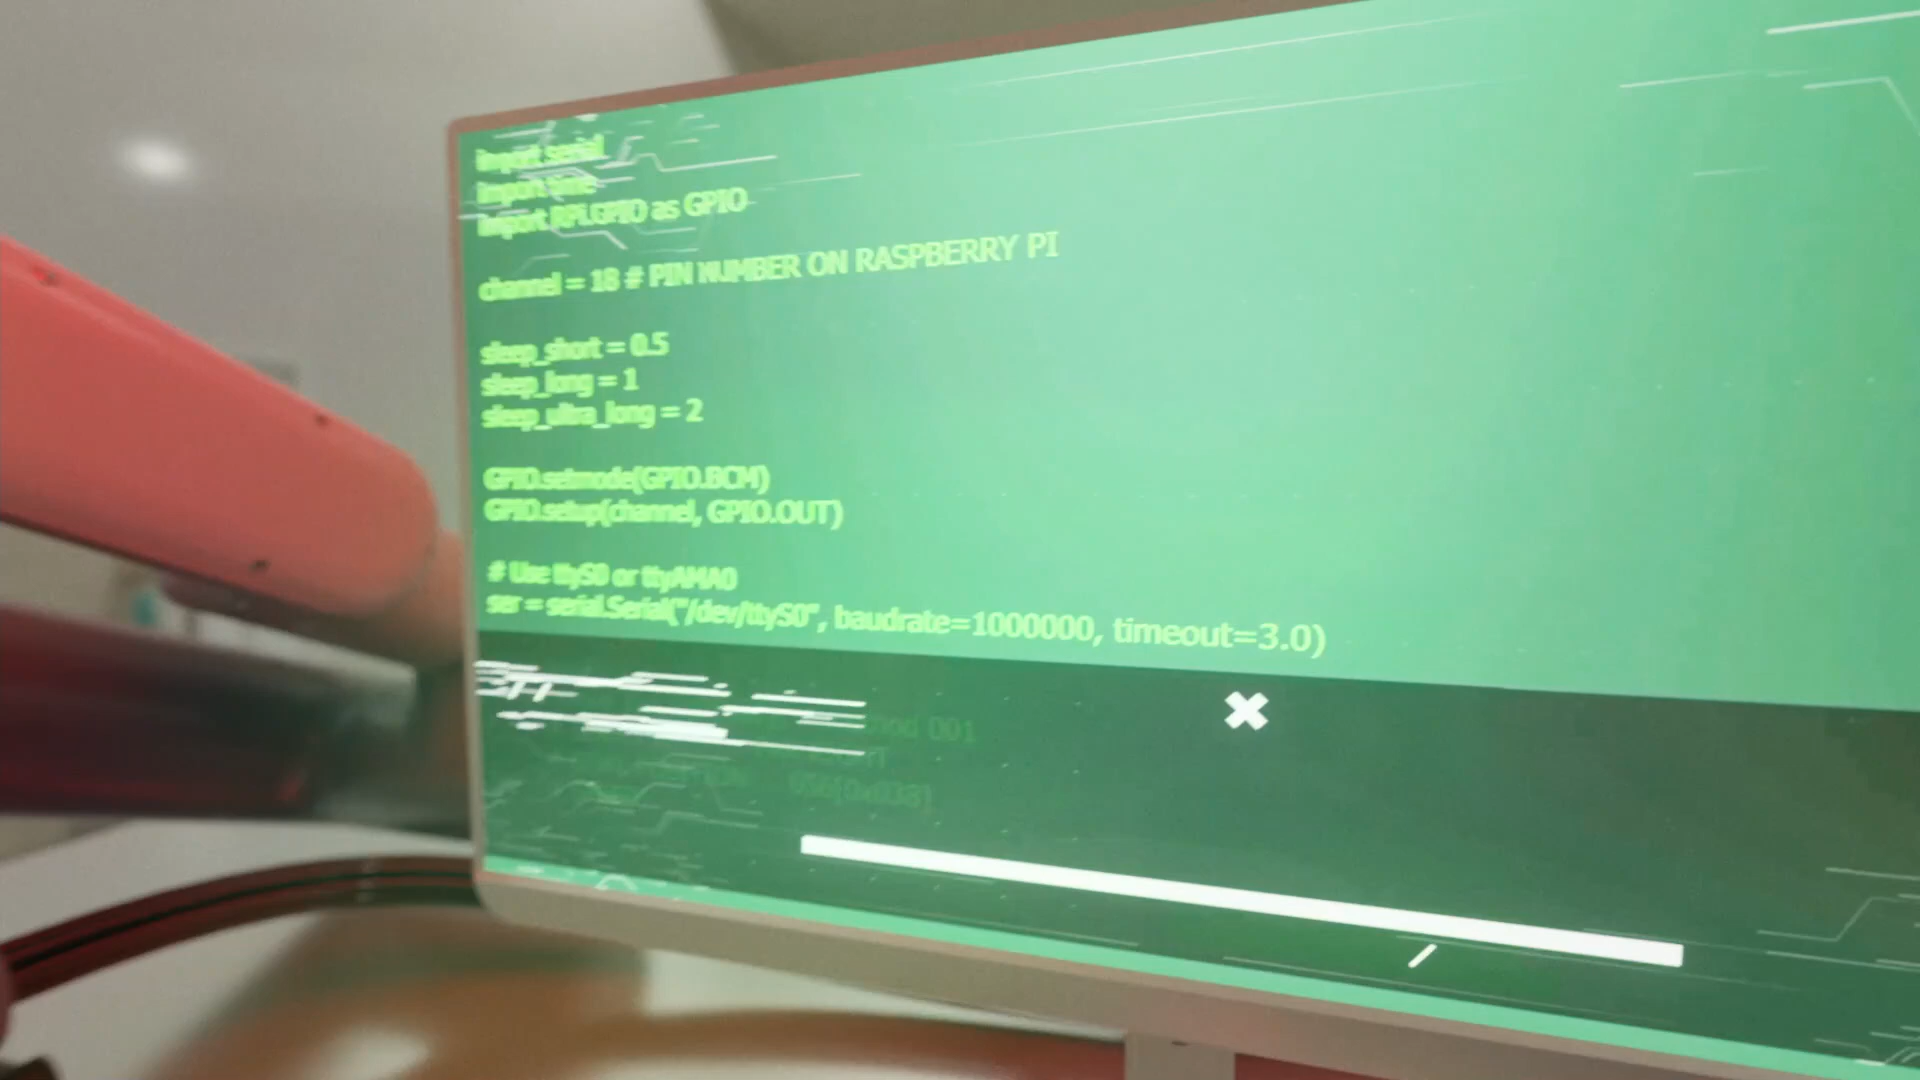 import serial
import time
import RPi.GPIO as GPIO
channel = 18 # PIN NUMBER ON RASPBERRY PI
sleep_short = 0.5
sleep_long = 1
sleep_ultra_long = 2
GPIO.setmode(GPIO.BCM)
GPIO.setup(channel, GPIO.OUT)
# Use ttyS0 or ttyAMA0
ser = serial.Serial("/dev/ttyS0", baudrate=1000000, timeout=3.0)
001